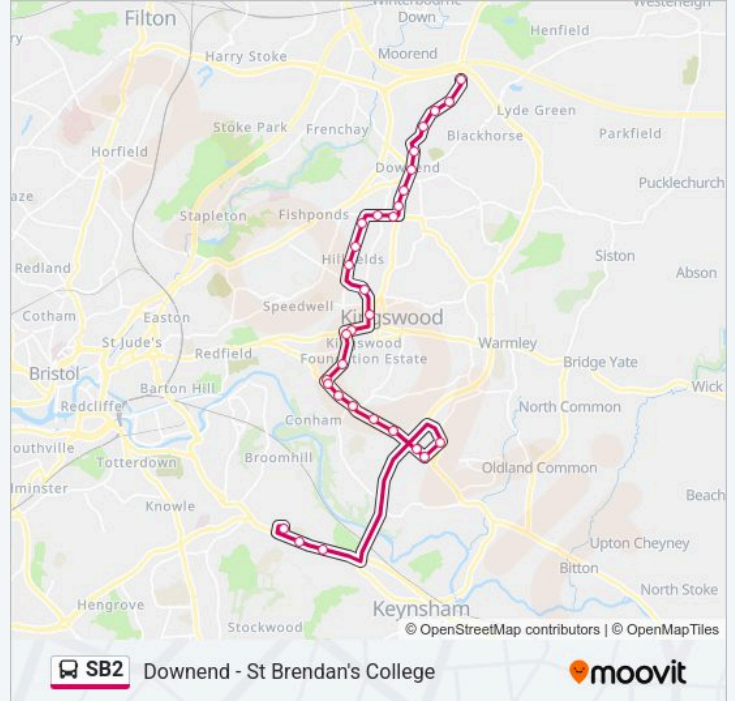 Winterbourne
Down
Westerleigh
Filton
Henfield
ry
Harry Stoke
Moorend
Lyde Green
Stoke Park
Frenchay
Blackhorse
Parkfield
Horfield
Downend
Pucklechurch
aze
Stapleton
Fishponds
Siston
Redland
Hillfields
Abson
Speedwell
Kingswood
Cotham
Easton
St Jude's
Redfield
Kingswood
Foundation Estate
Warmley
Bridge Yate
Bristol
Barton Hill
Wick
Redcliffe
North Common
Conham
outhville
Totterdown
Broomhill
Oldland Common
lminster
Knowle
Beach
Upton Cheyney
Bitton
North Stoke
Hengrove
Keynsham
Stockwood
© OpenStreetMap contributors | © OpenMapTiles
SB2 Downend - St Brendan's College
moovit